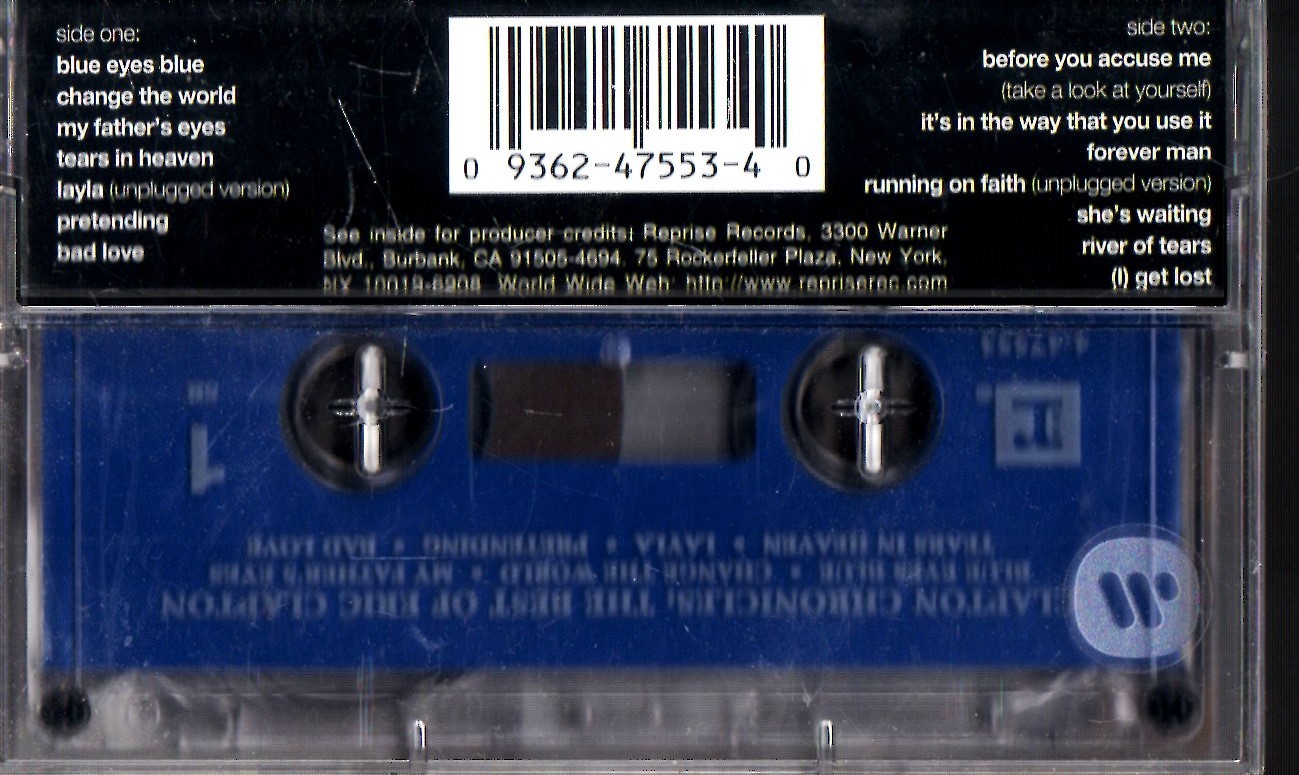 side one:
blue eyes blue
change the world
my father's eyes
tears in heaven
layla (unplugged version)
pretending
bad love
0 9362-47553-4 0
See inside for producer credits: Reprise Records, 3300 Warner
Blvd., Burbank, CA 91505-4694. 75 Rockerfeller Plaza, New York,
NY 10019-6908. World Wide Web: http://www.repriserec.com
side two:
before you accuse me
(take a look at yourself)
it's in the way that you use it
forever man
running on faith (unplugged version)
she's waiting
river of tears
(I) get lost
4-47553
1
CLAPTON CHRONICLES: THE BEST OF ERIC CLAPTON
BLUE EYES BLUE • CHANGE THE WORLD • MY FATHER'S EYES
TEARS IN HEAVEN • LAYLA • PRETENDING • BAD LOVE